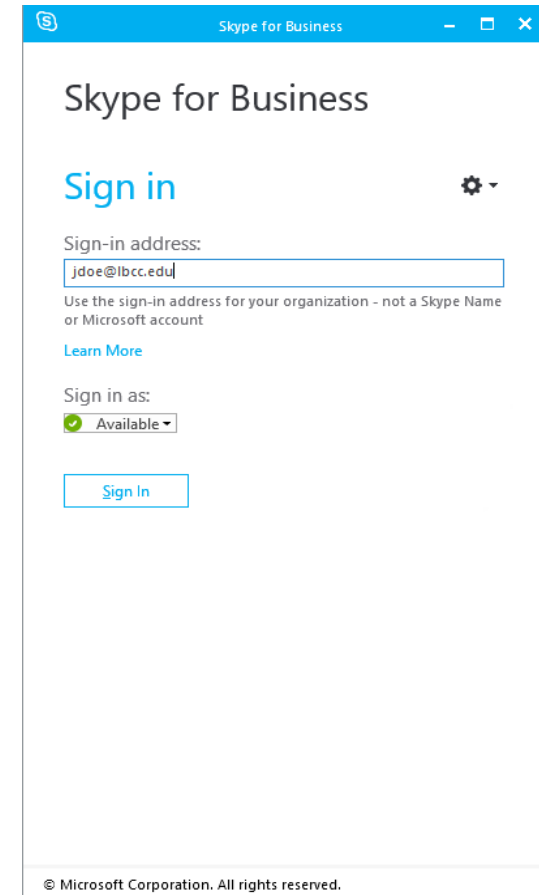 Skype for Business
Skype for Business
Sign in
Sign-in address:
jdoe@lbcc.edu
Use the sign-in address for your organization - not a Skype Name
or Microsoft account
Learn More
Sign in as:
Available
Sign In
© Microsoft Corporation. All rights reserved.